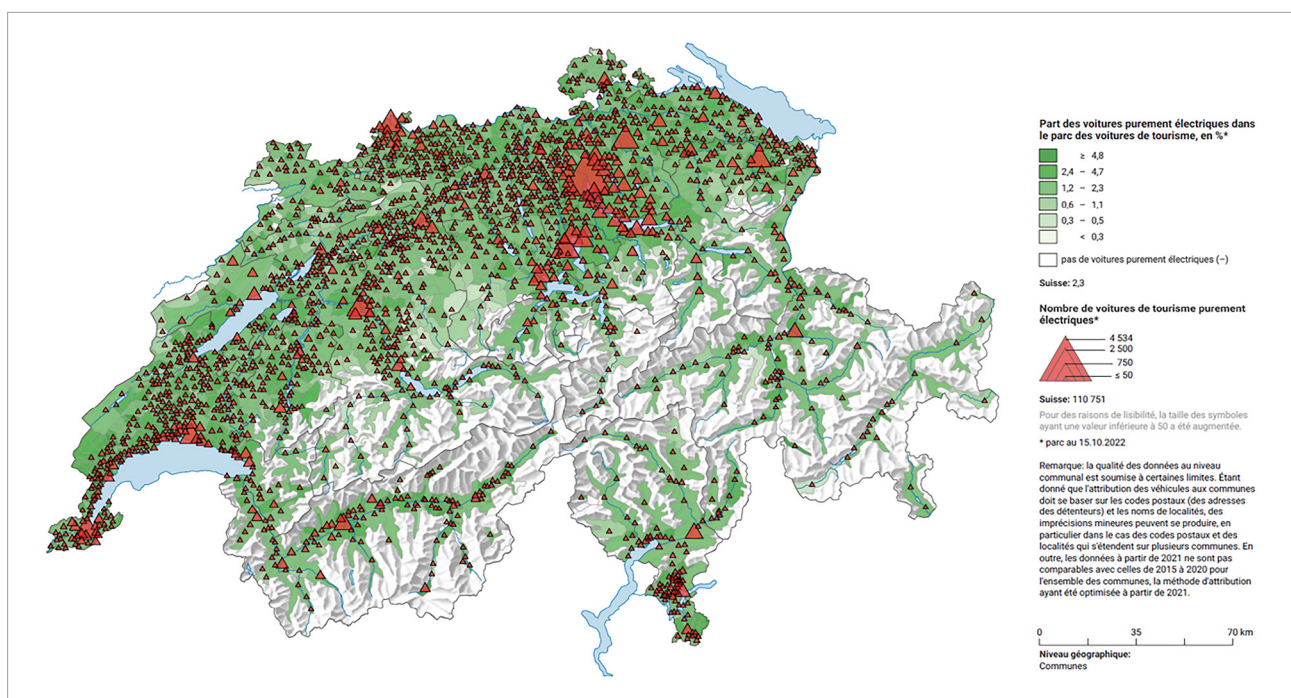 Part des voitures purement électriques dans
le parc des voitures de tourisme, en %*
≥ 4,8
2,4 – 4,7
1,2 – 2,3
0,6 – 1,1
0,3 – 0,5
< 0,3
pas de voitures purement électriques (–)
Suisse: 2,3
Nombre de voitures de tourisme purement
électriques*
4 534
2 500
750
≤ 50
Suisse: 110 751
Pour des raisons de lisibilité, la taille des symboles
ayant une valeur inférieure à 50 a été augmentée.
* parc au 15.10.2022
Remarque: la qualité des données au niveau
communal est soumise à certaines limites. Étant
donné que l'attribution des véhicules aux communes
doit se baser sur les codes postaux (des adresses
des détenteurs) et les noms de localités, des
imprécisions mineures peuvent se produire, en
particulier dans le cas des codes postaux et des
localités qui s'étendent sur plusieurs communes. En
outre, les données à partir de 2021 ne sont pas
comparables avec celles de 2015 à 2020 pour
l'ensemble des communes, la méthode d'attribution
ayant été optimisée à partir de 2021.
0 35 70 km
Niveau géographique:
Communes